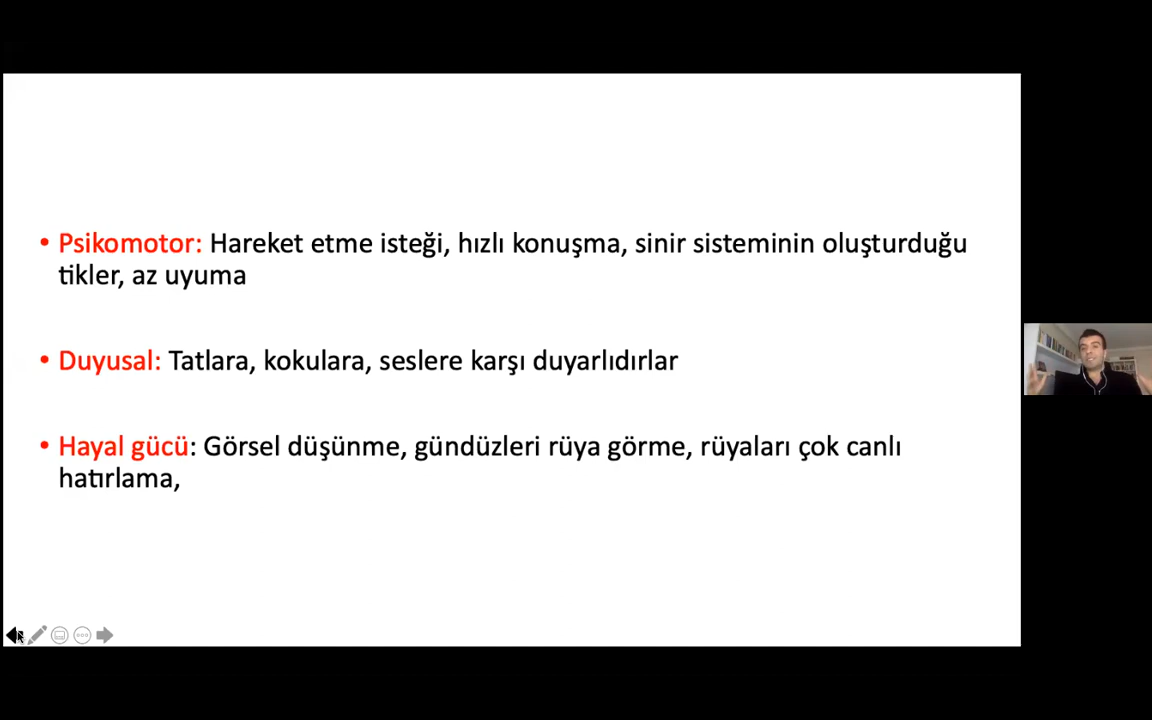 • Psikomotor: Hareket etme isteği, hızlı konuşma, sinir sisteminin oluşturduğu
tikler, az uyuma
• Duyusal: Tatlara, kokulara, seslere karşı duyarlıdırlar
• Hayal gücü: Görsel düşünme, gündüzleri rüya görme, rüyaları çok canlı
hatırlama,